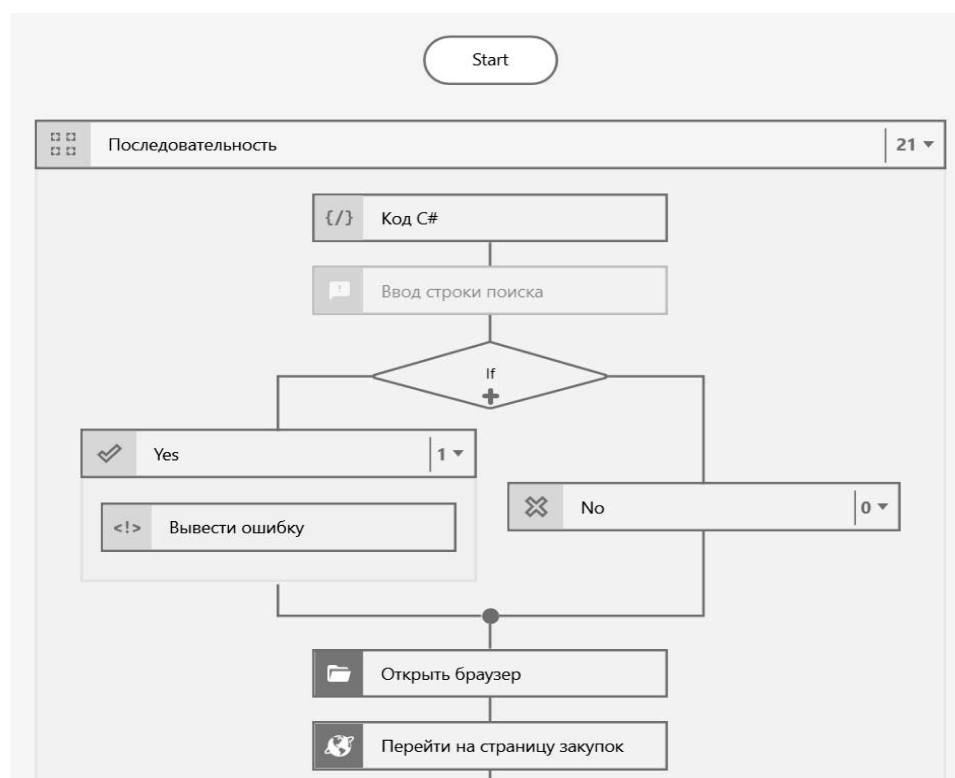 Start
Последовательность 21
{/} Код C#
Ввод строки поиска
If
Yes 1
<!> Вывести ошибку
No 0
Открыть браузер
Перейти на страницу закупок